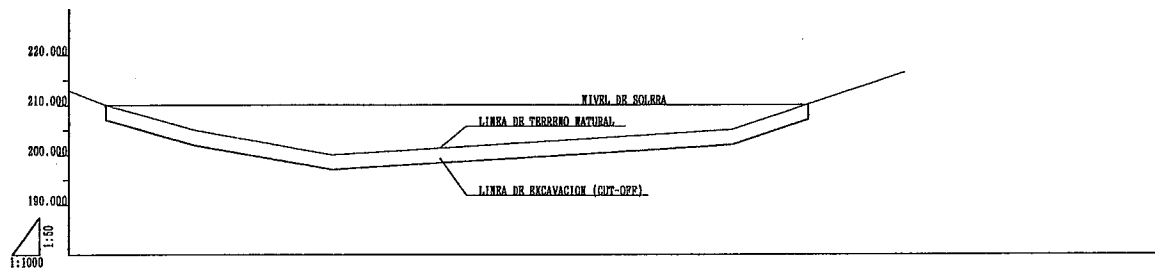 220.000
210.000
NIVEL DE SOLERA
LINEA DE TERRENO NATURAL
200.000
LINEA DE EXCAVACION (CUT-OFF)
190.000
1:50
1:1000